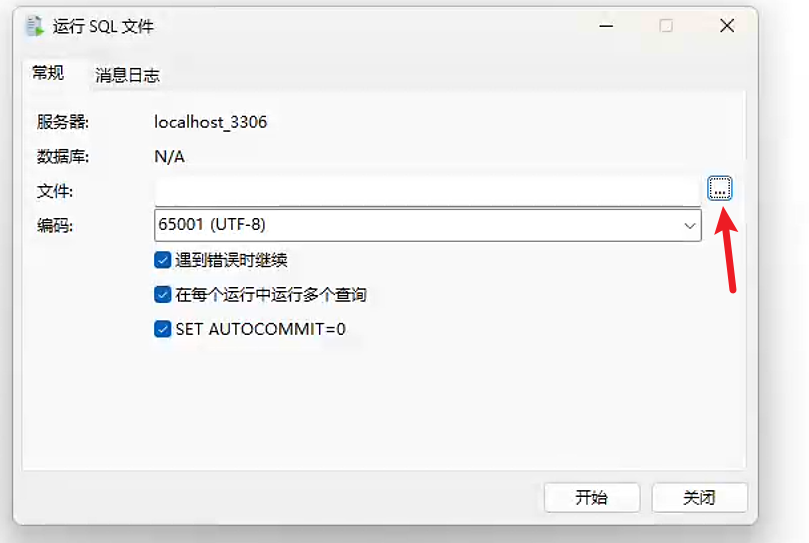 运行 SQL 文件
常规
消息日志
服务器: localhost_3306
数据库: N/A
文件: ...
编码: 65001 (UTF-8)
遇到错误时继续
在每个运行中运行多个查询
SET AUTOCOMMIT=0
开始 关闭